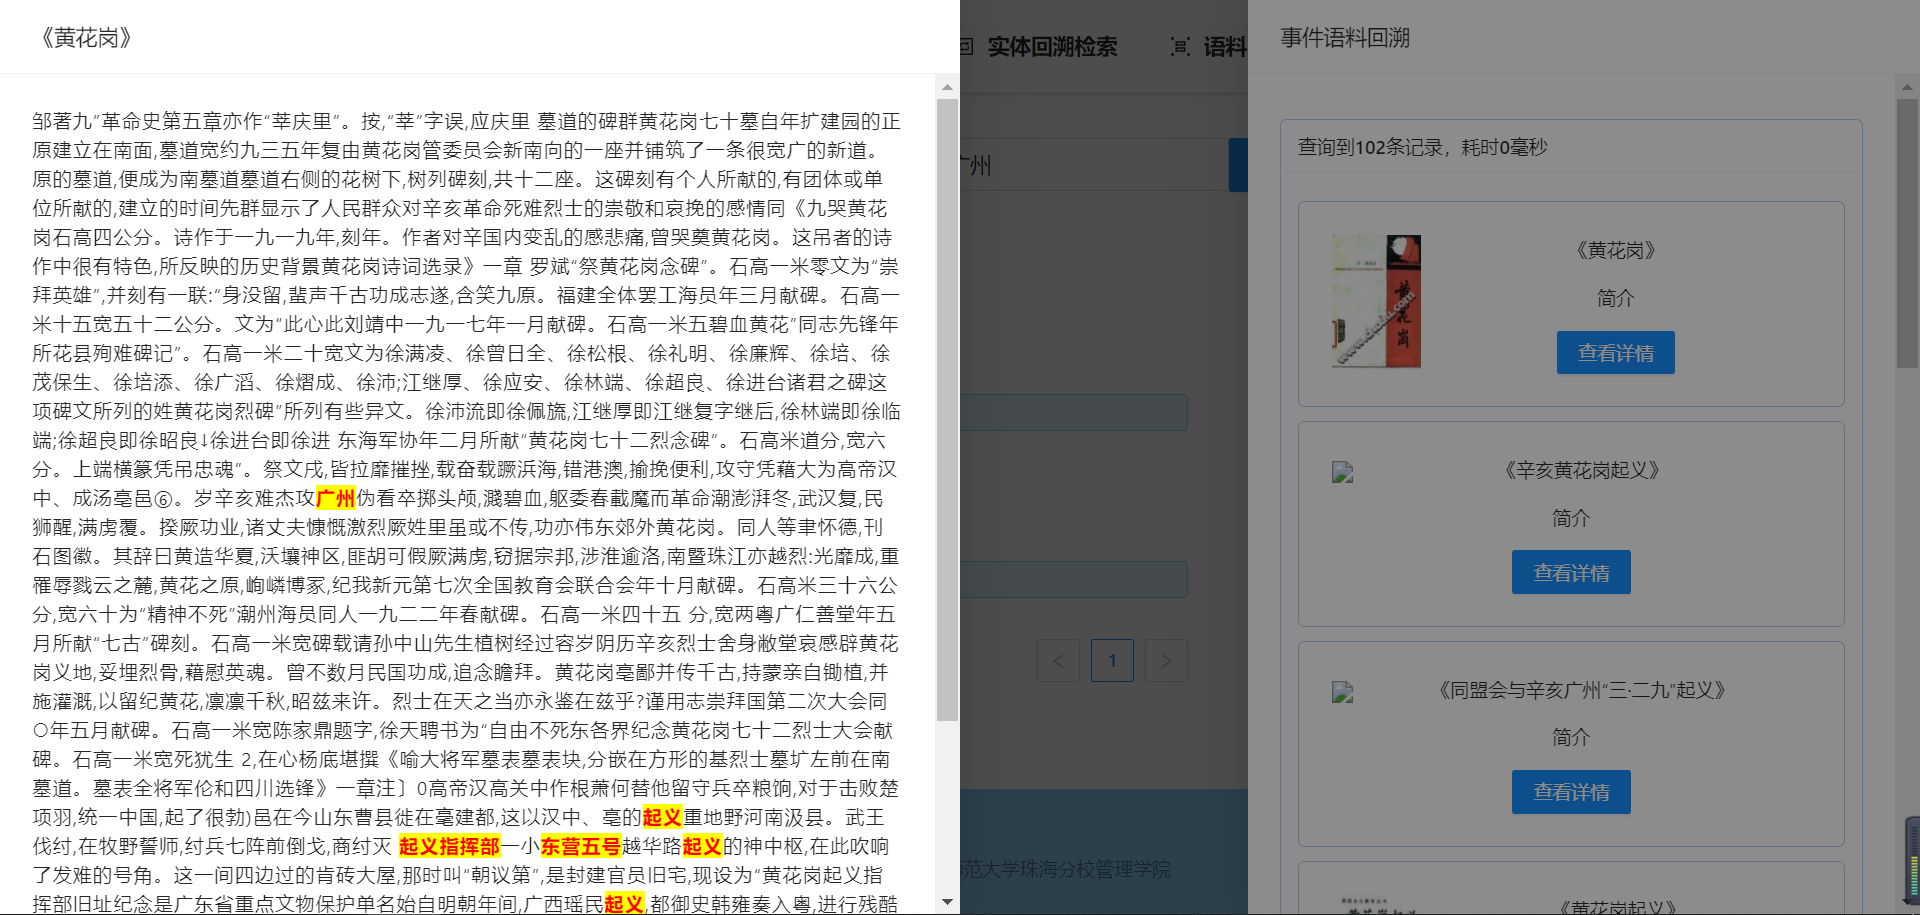 《黄花岗》
邹著九“革命史第五章亦作“莘庆里”。按,“莘”字误,应庆里 墓道的碑群黄花岗七十墓自年扩建园的正
原建立在南面,墓道宽约九三五年复由黄花岗管委员会新南向的一座并铺筑了一条很宽广的新道。
原的墓道,便成为南墓道墓道右侧的花树下,树列碑刻,共十二座。这碑刻有个人所献的,有团体或单
位所献的,建立的时间先群显示了人民群众对辛亥革命死难烈士的崇敬和哀挽的感情同《九哭黄花
岗石高四公分。诗作于一九一九年,刻年。作者对辛国内变乱的感悲痛,曾哭奠黄花岗。这吊者的诗
作中很有特色,所反映的历史背景黄花岗诗词选录》一章 罗斌“祭黄花岗念碑”。石高一米零文为“崇
拜英雄”,并刻有一联:“身没留,蜚声千古功成志遂,含笑九原。福建全体罢工海员年三月献碑。石高一
米十五宽五十二公分。文为“此心此刘靖中一九一七年一月献碑。石高一米五碧血黄花”同志先锋年
所花县殉难碑记”。石高一米二十宽文为徐满凌、徐曾日全、徐松根、徐礼明、徐廉辉、徐培、徐
茂保生、徐培添、徐广滔、徐熠成、徐沛;江继厚、徐应安、徐林端、徐超良、徐进台诸君之碑这
项碑文所列的姓黄花岗烈碑”所列有些异文。徐沛流即徐佩旒,江继厚即江继复字继后,徐林端即徐临
端;徐超良即徐昭良↓徐进台即徐进 东海军协年二月所献“黄花岗七十二烈念碑”。石高米道分,宽六
分。上端横篆凭吊忠魂”。祭文戌,皆拉靡摧挫,载奋载蹶浜海,错港澳,揄挽便利,攻守凭藉大为高帝汉
中、成汤亳邑⑥。岁辛亥难杰攻广州伪看卒掷头颅,溅碧血,躯委春蕺魔而革命潮澎湃冬,武汉复,民
狮醒,满虏覆。揆厥功业,诸丈夫慷慨激烈厥姓里虽或不传,功亦伟东郊外黄花岗。同人等聿怀德,刊
石图徽。其辞日黄造华夏,沃壤神区,匪胡可假厥满虏,窃据宗邦,涉淮逾洛,南暨珠江亦越烈:光靡成,重
罹辱戮云之麓,黄花之原,峋嶙博冢,纪我新元第七次全国教育会联合会年十月献碑。石高米三十六公
分,宽六十为“精神不死”潮州海员同人一九二二年春献碑。石高一米四十五 分,宽两粤广仁善堂年五
月所献“七古”碑刻。石高一米宽碑载请孙中山先生植树经过容岁阴历辛亥烈士舍身敝堂哀感辟黄花
岗义地,妥埋烈骨,藉慰英魂。曾不数月民国功成,追念瞻拜。黄花岗亳鄙并传千古,持蒙亲自锄植,并
施灌溉,以留纪黄花,凛凛千秋,昭兹来许。烈士在天之当亦永鉴在兹乎?谨用志崇拜国第二次大会同
〇年五月献碑。石高一米宽陈家鼎题字,徐天聘书为“自由不死东各界纪念黄花岗七十二烈士大会献
碑。石高一米宽死犹生 2,在心杨庶堪撰《喻大将军墓表墓表块,分嵌在方形的基烈士墓圹左前在南
墓道。墓表全将军伦和四川选锋》一章注〕0高帝汉高关中作根萧何替他留守兵卒粮饷,对于击败楚
项羽,统一中国,起了很勃)邑在今山东曹县徙在毫建都,这以汉中、亳的起义重地野河南汲县。武王
伐纣,在牧野誓师,纣兵七阵前倒戈,商纣灭 起义指挥部一小东营五号越华路起义的神中枢,在此吹响
了发难的号角。这一间四边过的肯砖大屋,那时叫“朝议第”,是封建官员旧宅,现设为“黄花岗起义指
挥部旧址纪念是广东省重点文物保护单名始自明朝年间,广西瑶民起义,都御史韩雍奏入粤,进行残酷
实体回溯检索
语料
州
1
范大学珠海分校管理学院
事件语料回溯
查询到102条记录，耗时0毫秒
《黄花岗》
简介
查看详情
《辛亥黄花岗起义》
简介
查看详情
《同盟会与辛亥广州“三·二九”起义》
简介
查看详情
《黄花岗起义》